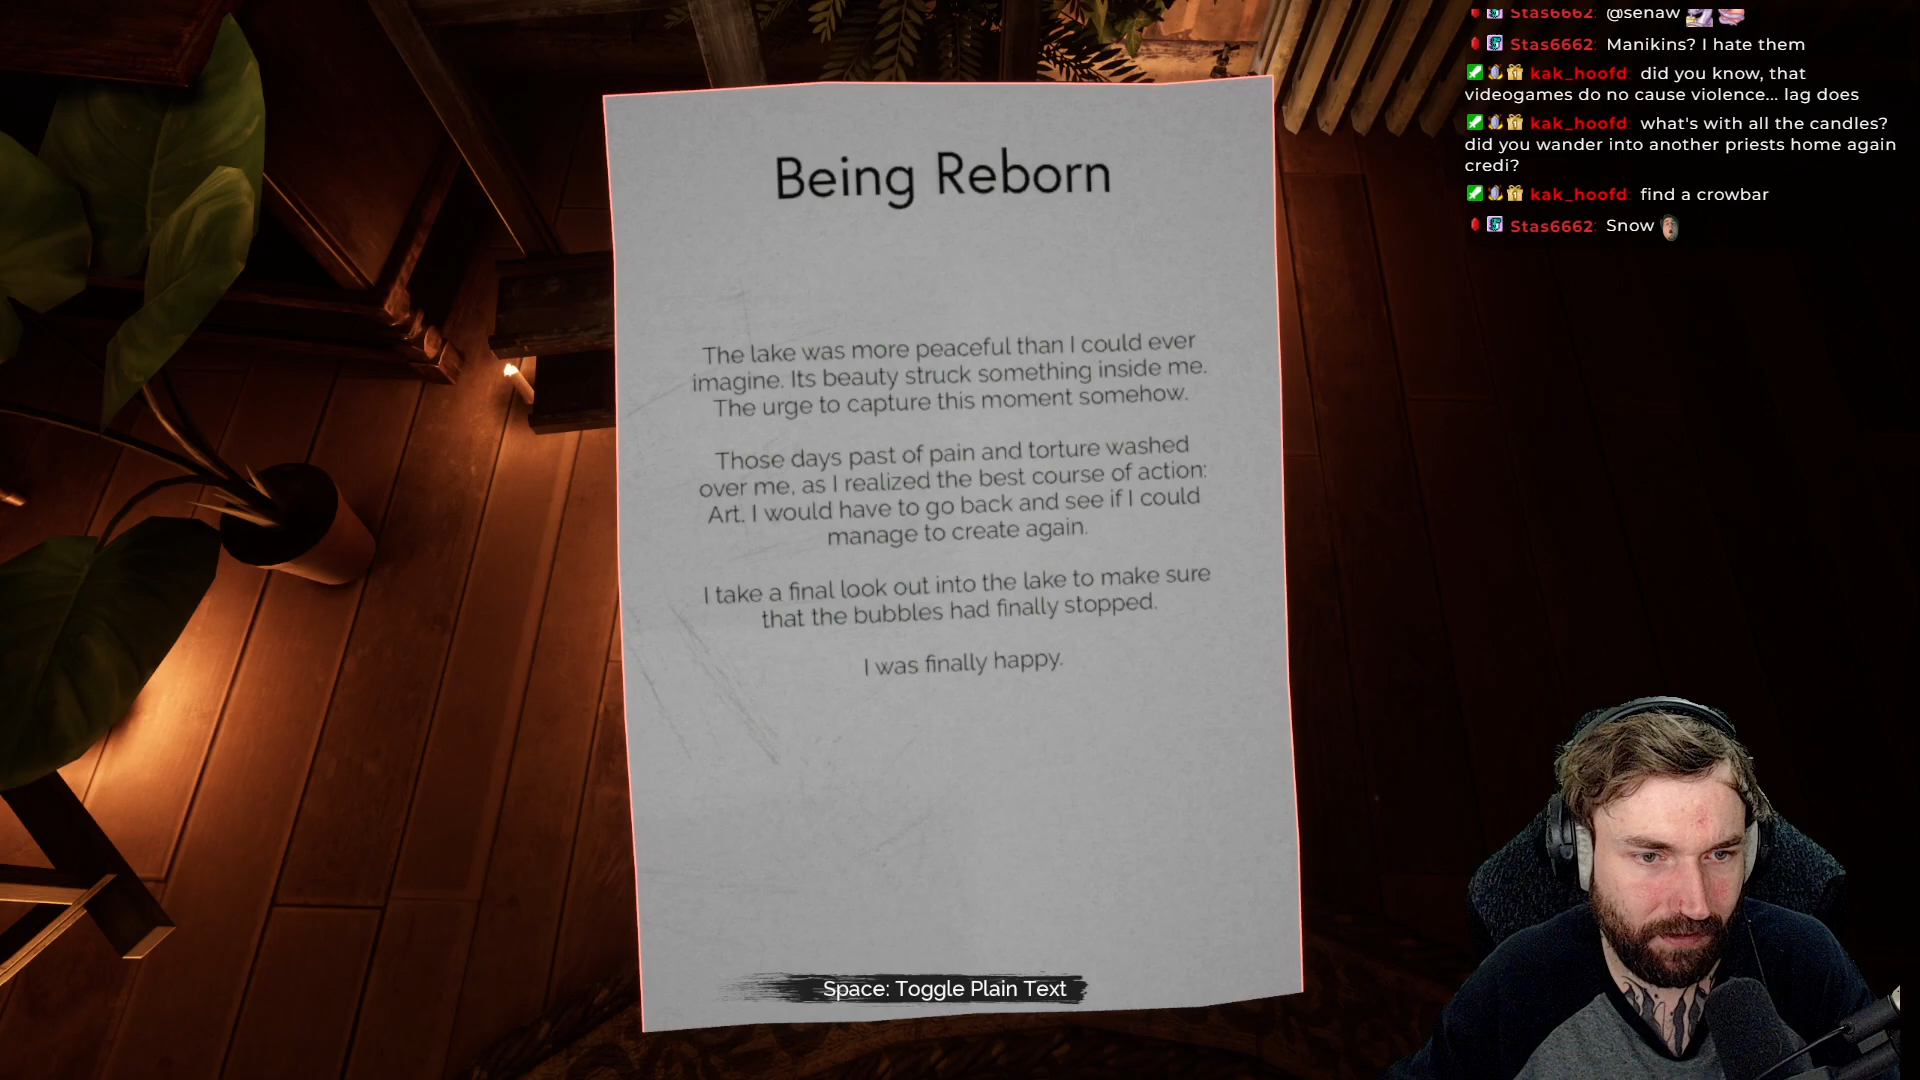 Being Reborn
The lake was more peaceful than I could ever
imagine. Its beauty struck something inside me.
The urge to capture this moment somehow.
Those days past of pain and torture washed
over me, as I realized the best course of action:
Art. I would have to go back and see if I could
manage to create again.
I take a final look out into the lake to make sure
that the bubbles had finally stopped.
I was finally happy.
Space: Toggle Plain Text
Stas6662: @senaw
Stas6662: Manikins? I hate them
kak_hoofd: did you know, that
videogames do no cause violence... lag does
kak_hoofd: what's with all the candles?
did you wander into another priests home again
credi?
kak_hoofd: find a crowbar
Stas6662: Snow